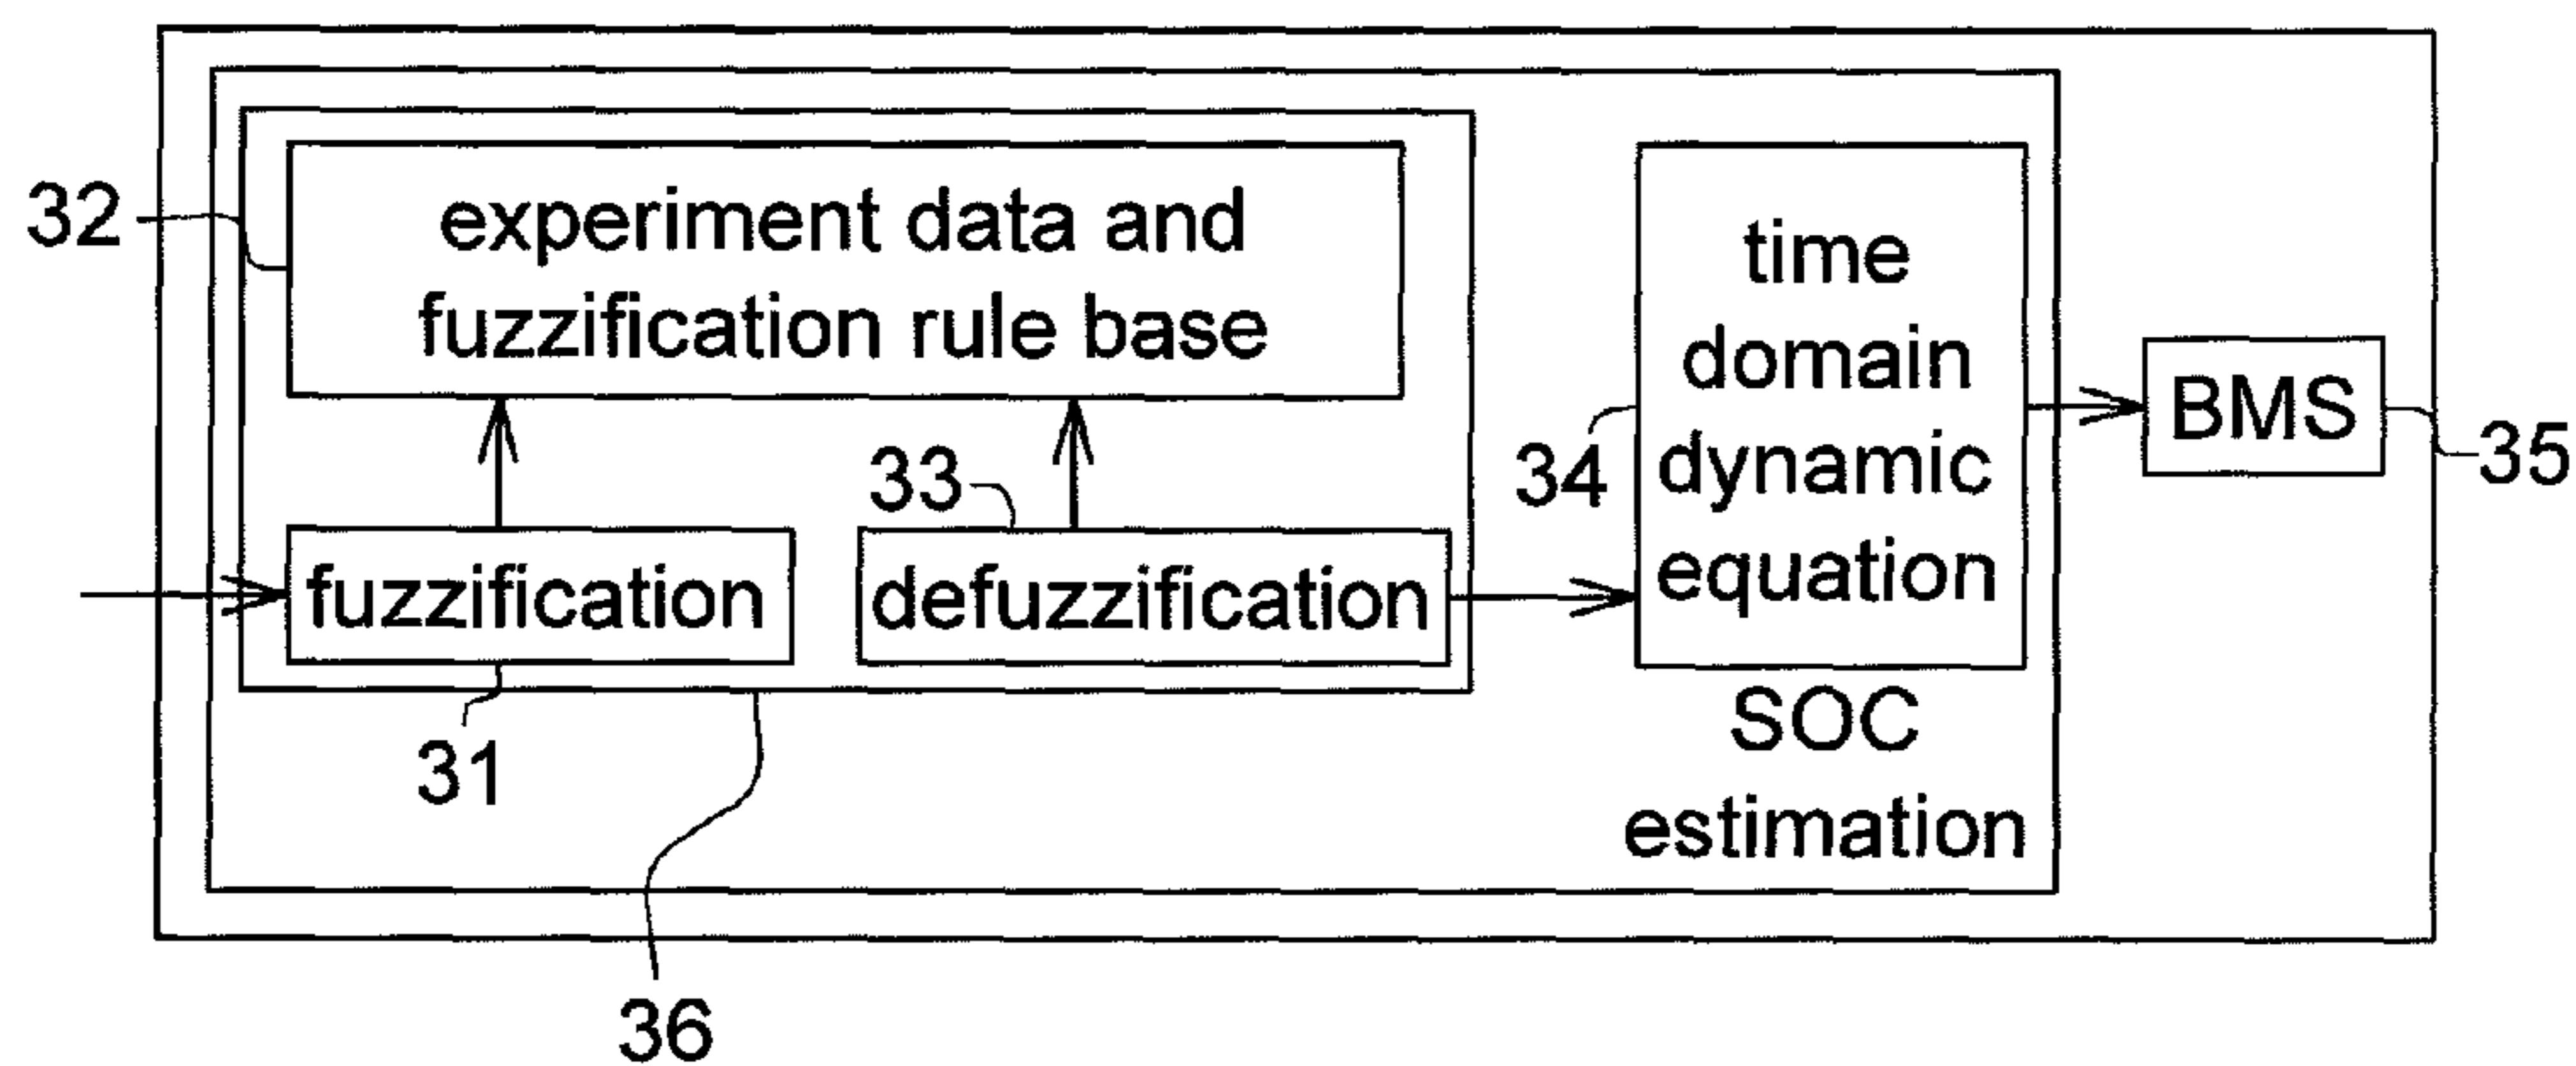 32
experiment data and
fuzzification rule base
33
fuzzification
defuzzification
31
36
34
time
domain
dynamic
equation
SOC
estimation
BMS
35